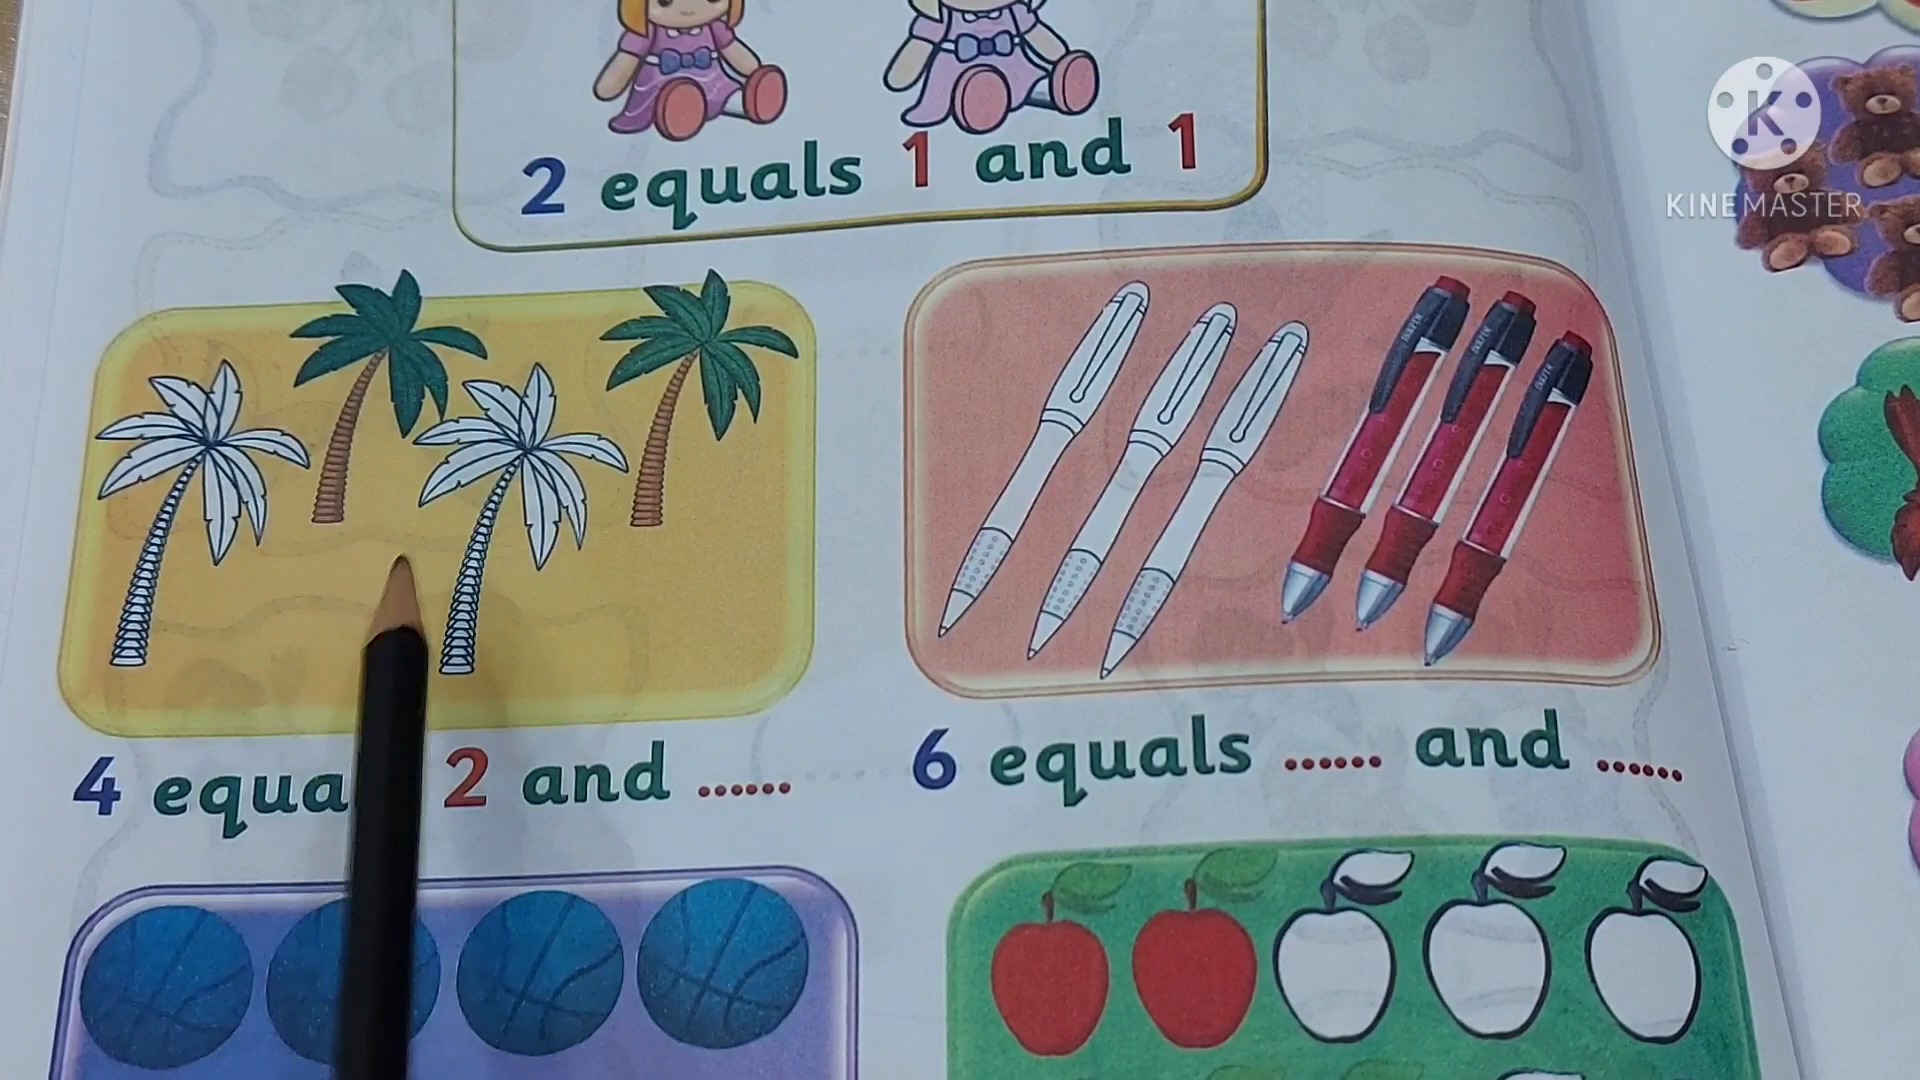 2 equals 1 and 1
K
KINEMASTER
4 equa 2 and ......
6 equals ...... and ......